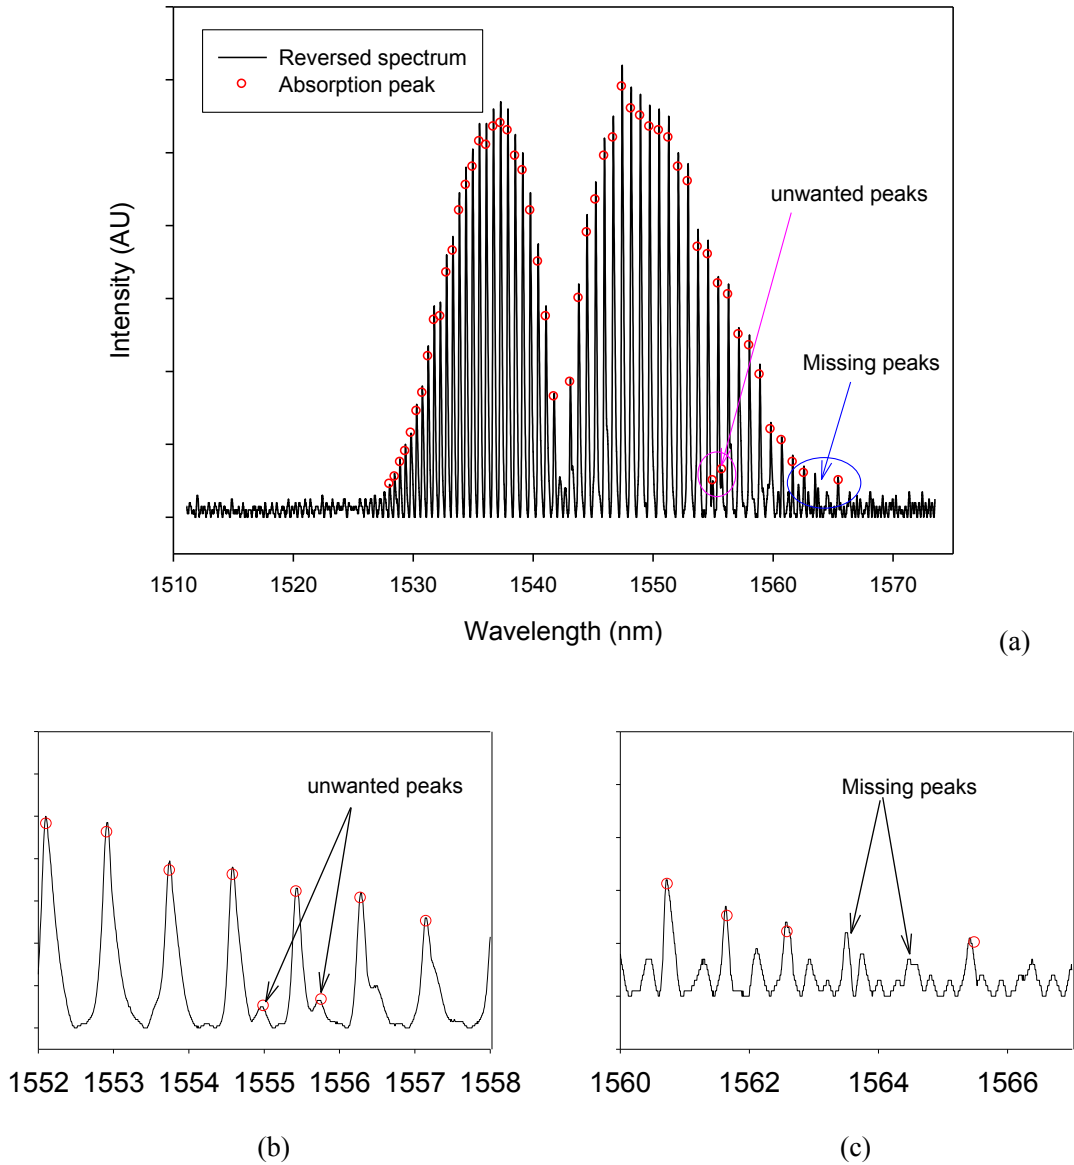 Reversed spectrum
Absorption peak
unwanted peaks
Missing peaks
Intensity (AU)
1510 1520 1530 1540 1550 1560 1570
Wavelength (nm)
(a)
unwanted peaks
1552 1553 1554 1555 1556 1557 1558
(b)
Missing peaks
1560 1562 1564 1566
(c)